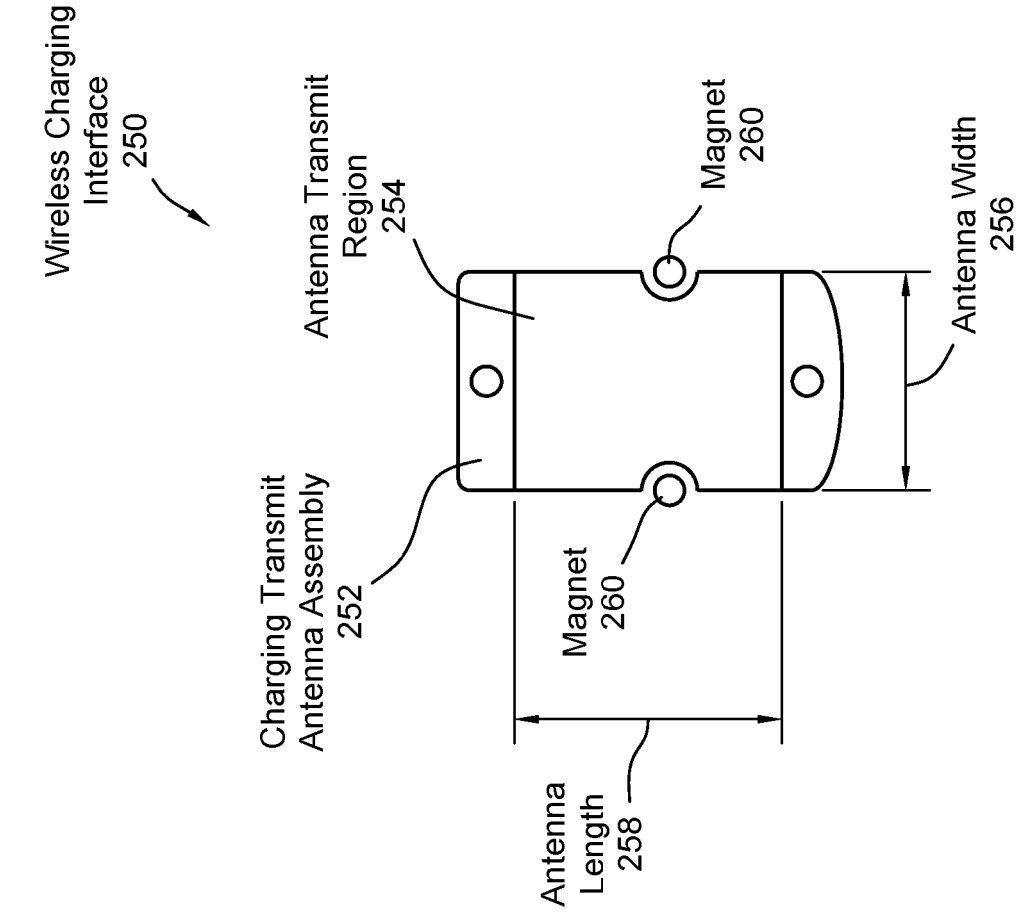 Wireless Charging
Interface
250
Antenna Transmit
Region
254
Charging Transmit
Antenna Assembly
252
Magnet
260
Magnet
260
Antenna Width
256
Antenna
Length
258